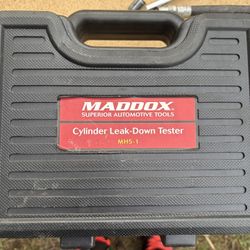 MADDOX
SUPERIOR AUTOMOTIVE TOOLS
Cylinder Leak-Down Tester
MH5-1